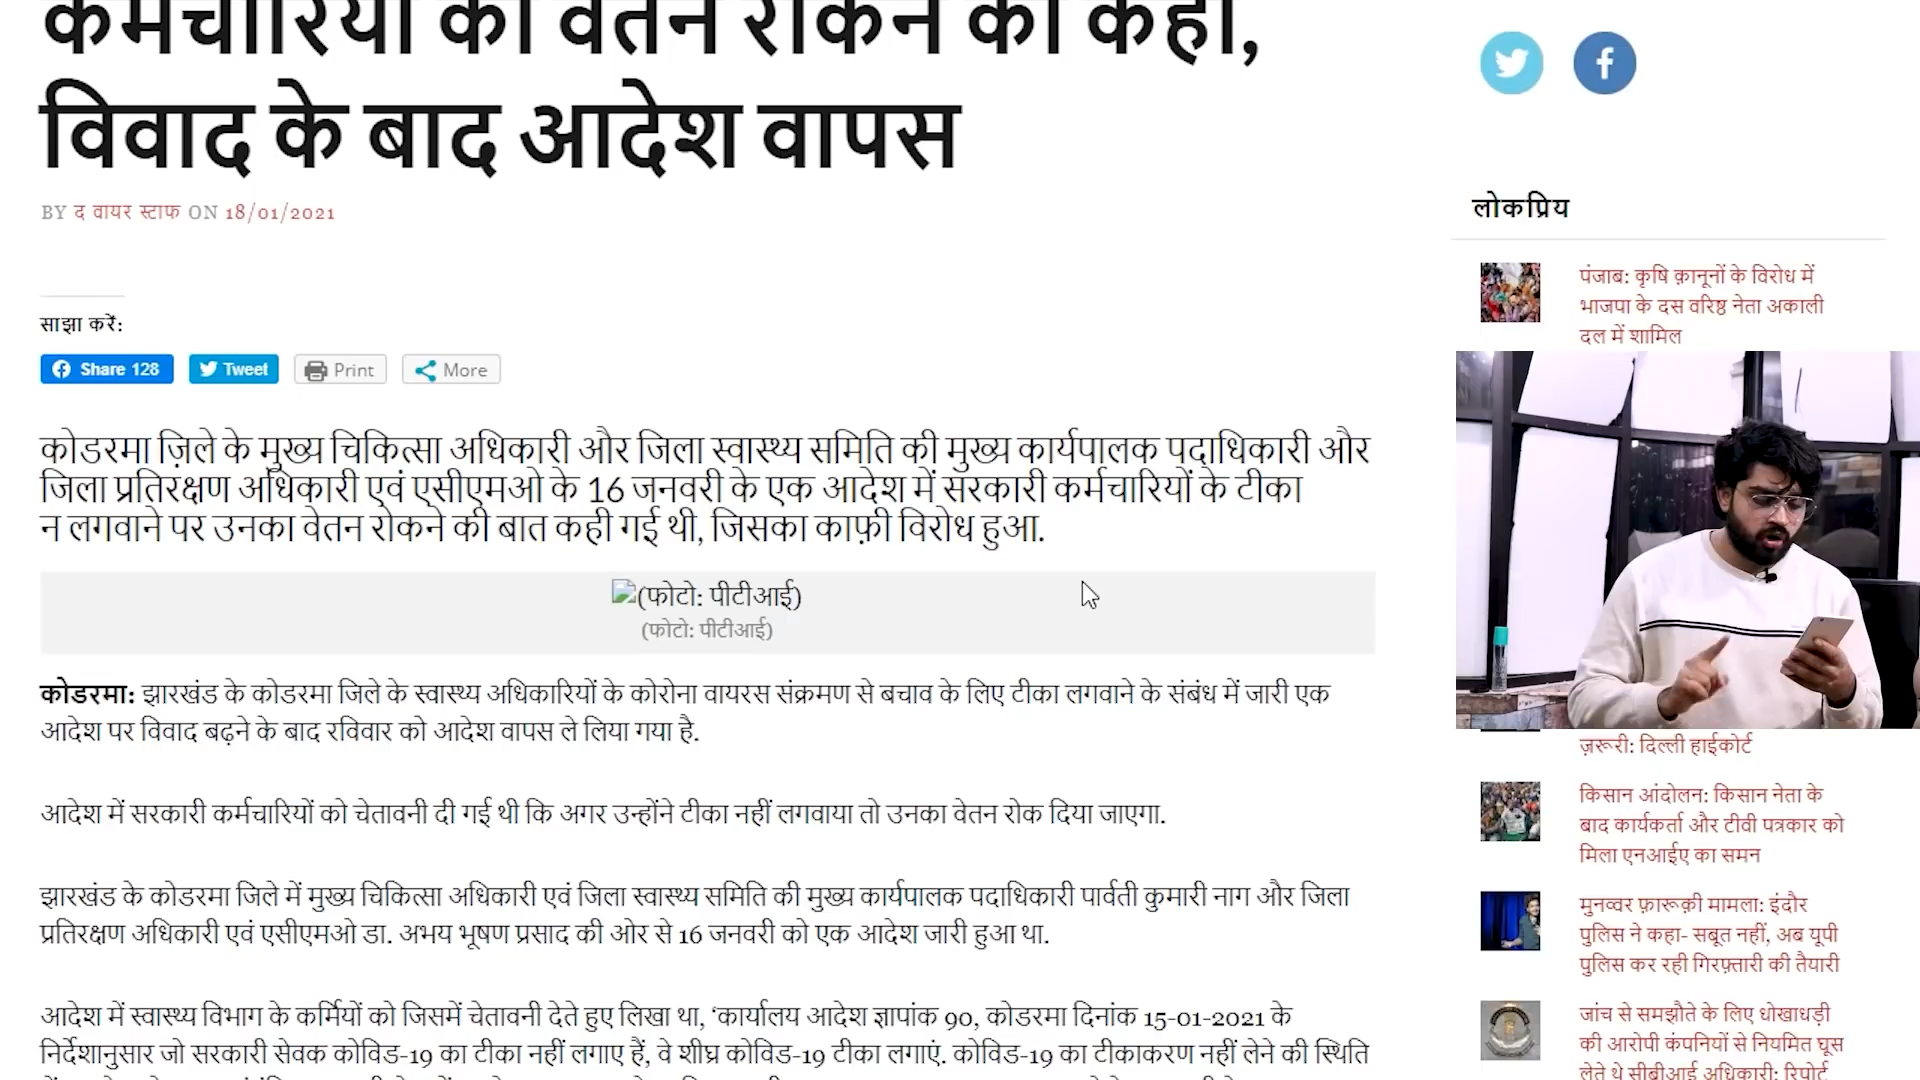 कर्मचारियों का वेतन रोकने को कहा,
विवाद के बाद आदेश वापस
BY द वायर स्टाफ ON 18/01/2021
साझा करें:
Share 128
Tweet
Print
More
कोडरमा ज़िले के मुख्य चिकित्सा अधिकारी और जिला स्वास्थ्य समिति की मुख्य कार्यपालक पदाधिकारी और
जिला प्रतिरक्षण अधिकारी एवं एसीएमओ के 16 जनवरी के एक आदेश में सरकारी कर्मचारियों के टीका
न लगवाने पर उनका वेतन रोकने की बात कही गई थी, जिसका काफ़ी विरोध हुआ.
(फोटो: पीटीआई)
(फोटो: पीटीआई)
कोडरमा: झारखंड के कोडरमा जिले के स्वास्थ्य अधिकारियों के कोरोना वायरस संक्रमण से बचाव के लिए टीका लगवाने के संबंध में जारी एक
आदेश पर विवाद बढ़ने के बाद रविवार को आदेश वापस ले लिया गया है.
आदेश में सरकारी कर्मचारियों को चेतावनी दी गई थी कि अगर उन्होंने टीका नहीं लगवाया तो उनका वेतन रोक दिया जाएगा.
झारखंड के कोडरमा जिले में मुख्य चिकित्सा अधिकारी एवं जिला स्वास्थ्य समिति की मुख्य कार्यपालक पदाधिकारी पार्वती कुमारी नाग और जिला
प्रतिरक्षण अधिकारी एवं एसीएमओ डा. अभय भूषण प्रसाद की ओर से 16 जनवरी को एक आदेश जारी हुआ था.
आदेश में स्वास्थ्य विभाग के कर्मियों को जिसमें चेतावनी देते हुए लिखा था, ‘कार्यालय आदेश ज्ञापांक 90, कोडरमा दिनांक 15-01-2021 के
निर्देशानुसार जो सरकारी सेवक कोविड-19 का टीका नहीं लगाए हैं, वे शीघ्र कोविड-19 टीका लगाएं. कोविड-19 का टीकाकरण नहीं लेने की स्थिति
लोकप्रिय
पंजाब: कृषि क़ानूनों के विरोध में
भाजपा के दस वरिष्ठ नेता अकाली
दल में शामिल
ज़रूरी: दिल्ली हाईकोर्ट
किसान आंदोलन: किसान नेता के
बाद कार्यकर्ता और टीवी पत्रकार को
मिला एनआईए का समन
मुनव्वर फ़ारूक़ी मामला: इंदौर
पुलिस ने कहा- सबूत नहीं, अब यूपी
पुलिस कर रही गिरफ़्तारी की तैयारी
जांच से समझौते के लिए धोखाधड़ी
की आरोपी कंपनियों से नियमित घूस
लेते थे सीबीआई अधिकारी: रिपोर्ट